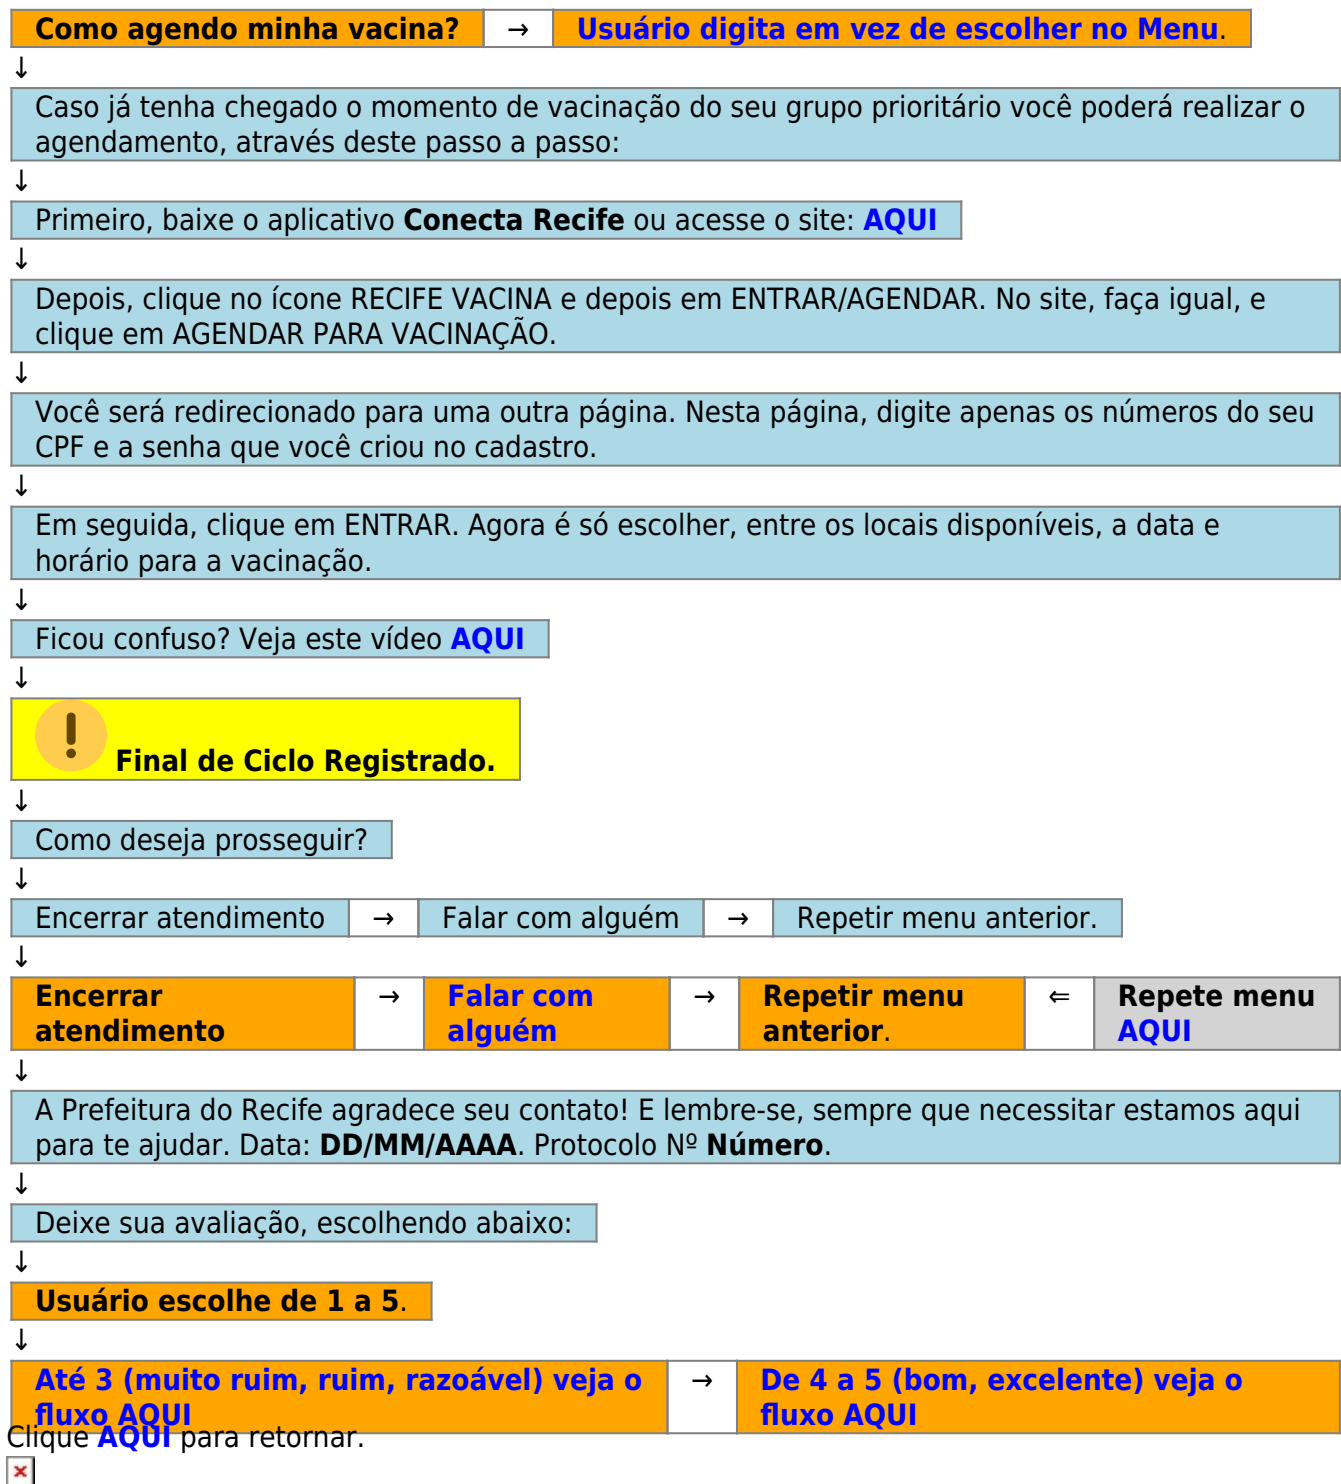 Como agendo minha vacina? → Usuário digita em vez de escolher no Menu.
↓
Caso já tenha chegado o momento de vacinação do seu grupo prioritário você poderá realizar o
agendamento, através deste passo a passo:
↓
Primeiro, baixe o aplicativo Conecta Recife ou acesse o site: AQUI
↓
Depois, clique no ícone RECIFE VACINA e depois em ENTRAR/AGENDAR. No site, faça igual, e
clique em AGENDAR PARA VACINAÇÃO.
↓
Você será redirecionado para uma outra página. Nesta página, digite apenas os números do seu
CPF e a senha que você criou no cadastro.
↓
Em seguida, clique em ENTRAR. Agora é só escolher, entre os locais disponíveis, a data e
horário para a vacinação.
↓
Ficou confuso? Veja este vídeo AQUI
↓
Final de Ciclo Registrado.
↓
Como deseja prosseguir?
↓
Encerrar atendimento → Falar com alguém → Repetir menu anterior.
↓
Encerrar → Falar com → Repetir menu ⇐ Repete menu
atendimento alguém anterior. AQUI
↓
A Prefeitura do Recife agradece seu contato! E lembre-se, sempre que necessitar estamos aqui
para te ajudar. Data: DD/MM/AAAA. Protocolo Nº Número.
↓
Deixe sua avaliação, escolhendo abaixo:
↓
Usuário escolhe de 1 a 5.
↓
Até 3 (muito ruim, ruim, razoável) veja o → De 4 a 5 (bom, excelente) veja o
fluxo AQUI fluxo AQUI
Clique AQUI para retornar.